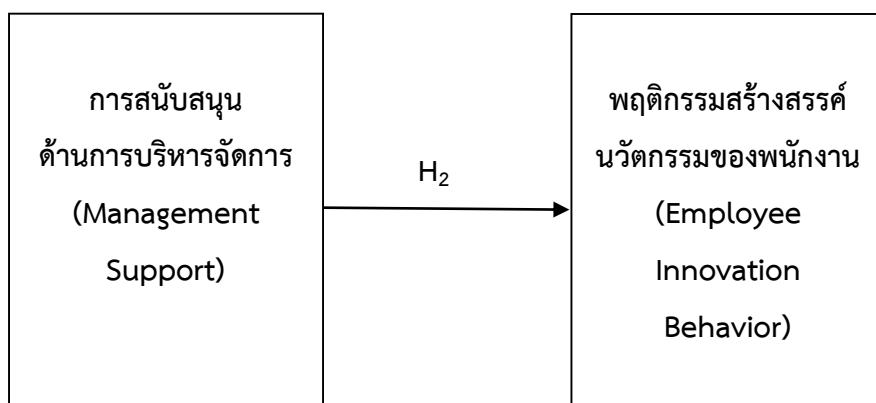 การสนับสนุน
ด้านการบริหารจัดการ
(Management
Support)
H₂
พฤติกรรมสร้างสรรค์
นวัตกรรมของพนักงาน
(Employee
Innovation
Behavior)